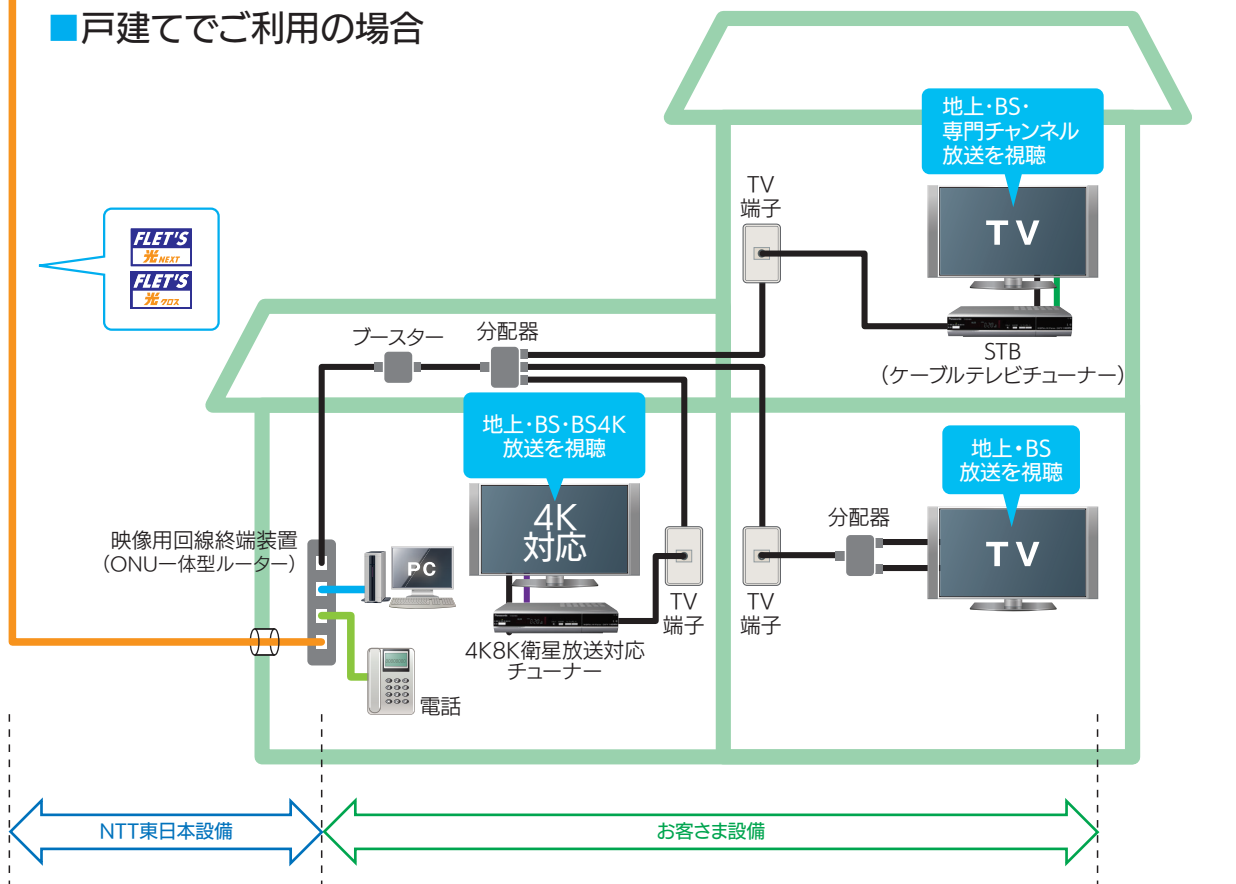 ■戸建てでご利用の場合
地上・BS・
専門チャンネル
放送を視聴
TV
端子
TV
FLET'S
光NEXT
FLET'S
光クロス
ブースター
分配器
STB
（ケーブルテレビチューナー）
地上・BS・BS4K
放送を視聴
地上・BS
放送を視聴
4K
対応
分配器
TV
映像用回線終端装置
（ONU一体型ルーター）
PC
TV
端子
TV
端子
4K8K衛星放送対応
チューナー
電話
NTT東日本設備
お客さま設備